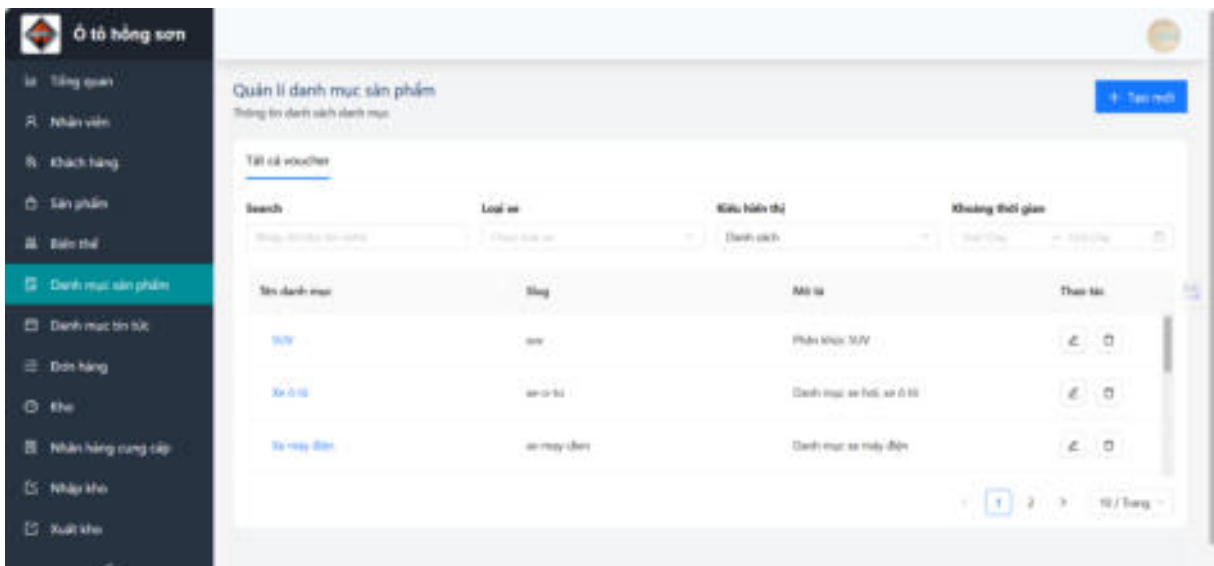 Ô tô hồng sơn
Tổng quan
Nhân viên
Khách hàng
Sản phẩm
Biến thể
Danh mục sản phẩm
Danh mục tin tức
Đơn hàng
Kho
Nhãn hàng cung cấp
Nhập kho
Xuất kho
Quản lí danh mục sản phẩm
Thông tin danh sách danh mục
+ Tạo mới
Tất cả voucher
Search
Loại xe
Kiểu hiển thị
Khoảng thời gian
Danh sách
Tên danh mục
Slug
Mô tả
Thao tác
SUV
suv
Phân khúc SUV
Xe ô tô
xe-o-to
Danh mục xe hơi, xe ô tô
Xe máy điện
xe-may-dien
Danh mục xe máy điện
1
2
10 / Trang